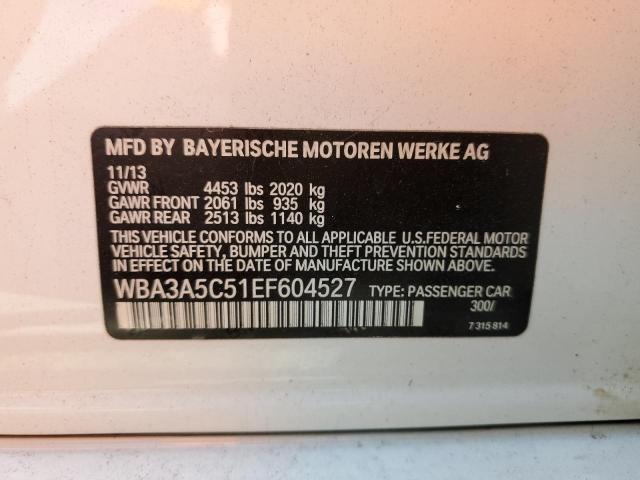 MFD BY BAYERISCHE MOTOREN WERKE AG
11/13
GVWR 4453 lbs 2020 kg
GAWR FRONT 2061 lbs 935 kg
GAWR REAR 2513 lbs 1140 kg
THIS VEHICLE CONFORMS TO ALL APPLICABLE U.S.FEDERAL MOTOR
VEHICLE SAFETY, BUMPER AND THEFT PREVENTION STANDARDS
IN EFFECT ON THE DATE OF MANUFACTURE SHOWN ABOVE.
WBA3A5C51EF604527 TYPE: PASSENGER CAR
300/
7 315 814